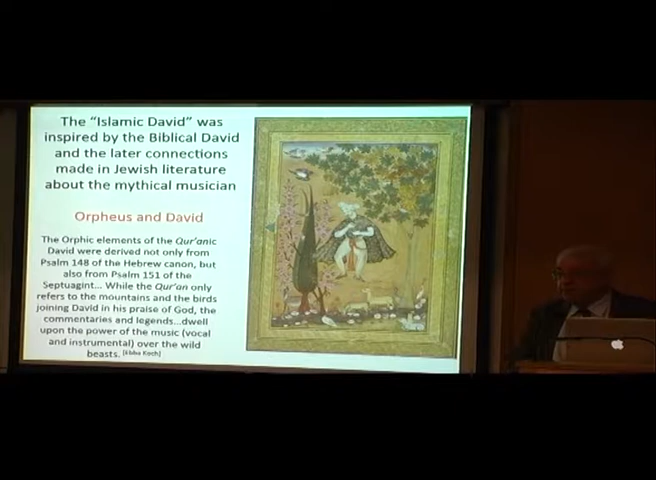 The “Islamic David” was
inspired by the Biblical David
and the later connections
made in Jewish literature
about the mythical musician
Orpheus and David
The Orphic elements of the Qur’anic
David were derived not only from
Psalm 148 of the Hebrew canon, but
also from Psalm 151 of the
Septuagint... While the Qur’an only
refers to the mountains and the birds
joining David in his praise of God, the
commentaries and legends...dwell
upon the power of the music (vocal
and instrumental) over the wild
beasts. [Ebba Koch]